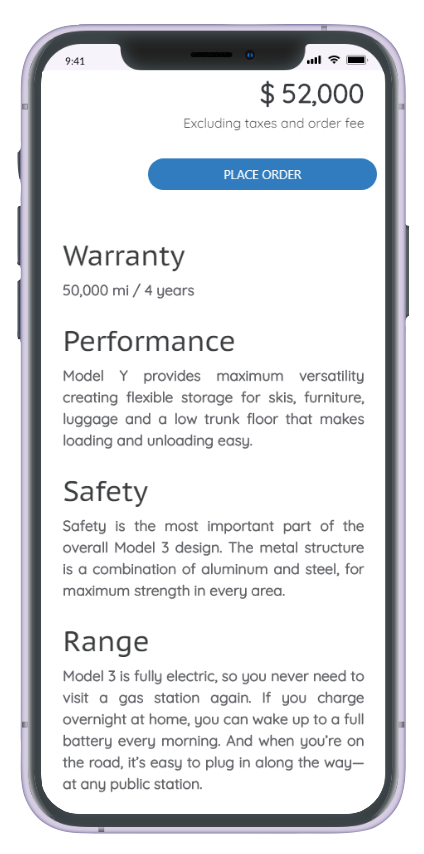 9:41
$ 52,000
Excluding taxes and order fee
PLACE ORDER
Warranty
50,000 mi / 4 years
Performance
Model Y provides maximum versatility
creating flexible storage for skis, furniture,
luggage and a low trunk floor that makes
loading and unloading easy.
Safety
Safety is the most important part of the
overall Model 3 design. The metal structure
is a combination of aluminum and steel, for
maximum strength in every area.
Range
Model 3 is fully electric, so you never need to
visit a gas station again. If you charge
overnight at home, you can wake up to a full
battery every morning. And when you’re on
the road, it’s easy to plug in along the way—
at any public station.